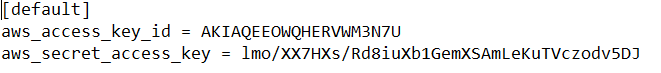 [default]
aws_access_key_id = AKIAQEEOWQHERVWM3N7U
aws_secret_access_key = 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